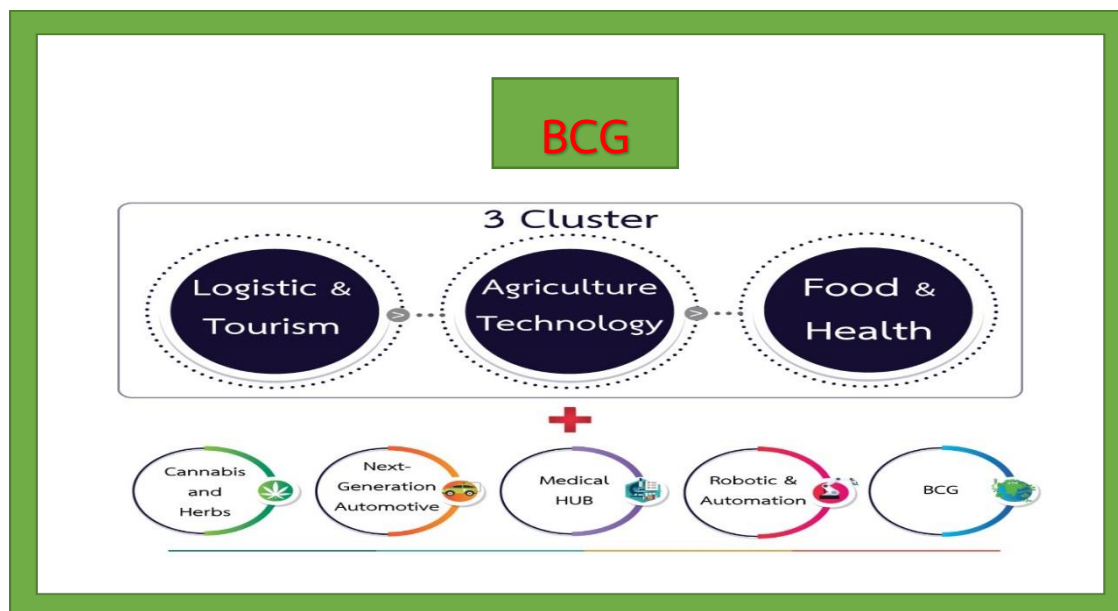 BCG
3 Cluster
Logistic &
Tourism
Agriculture
Technology
Food &
Health
Cannabis
and
Herbs
Next-
Generation
Automotive
Medical
HUB
Robotic &
Automation
BCG